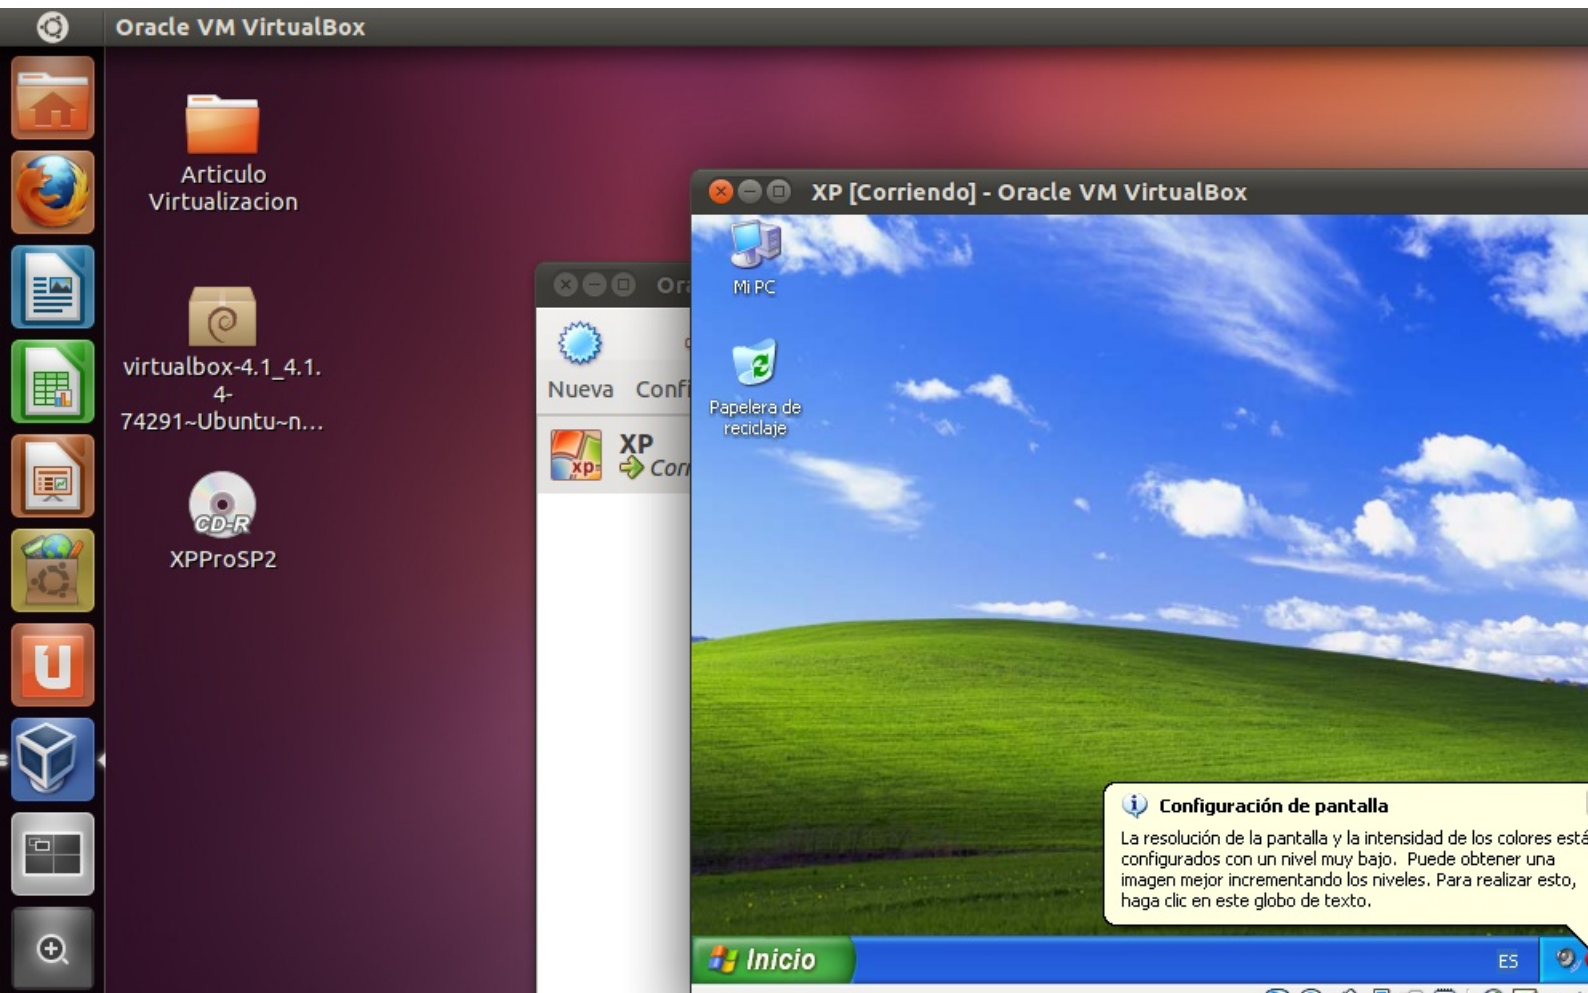 Oracle VM VirtualBox
Articulo
Virtualizacion
virtualbox-4.1_4.1.
4-
74291~Ubuntu~n...
CD-R
XPProSP2
Nueva
XP
XP [Corriendo] - Oracle VM VirtualBox
Mi PC
Papelera de
reciclaje
Configuración de pantalla
La resolución de la pantalla y la intensidad de los colores está
configurados con un nivel muy bajo. Puede obtener una
imagen mejor incrementando los niveles. Para realizar esto,
haga clic en este globo de texto.
Inicio
ES